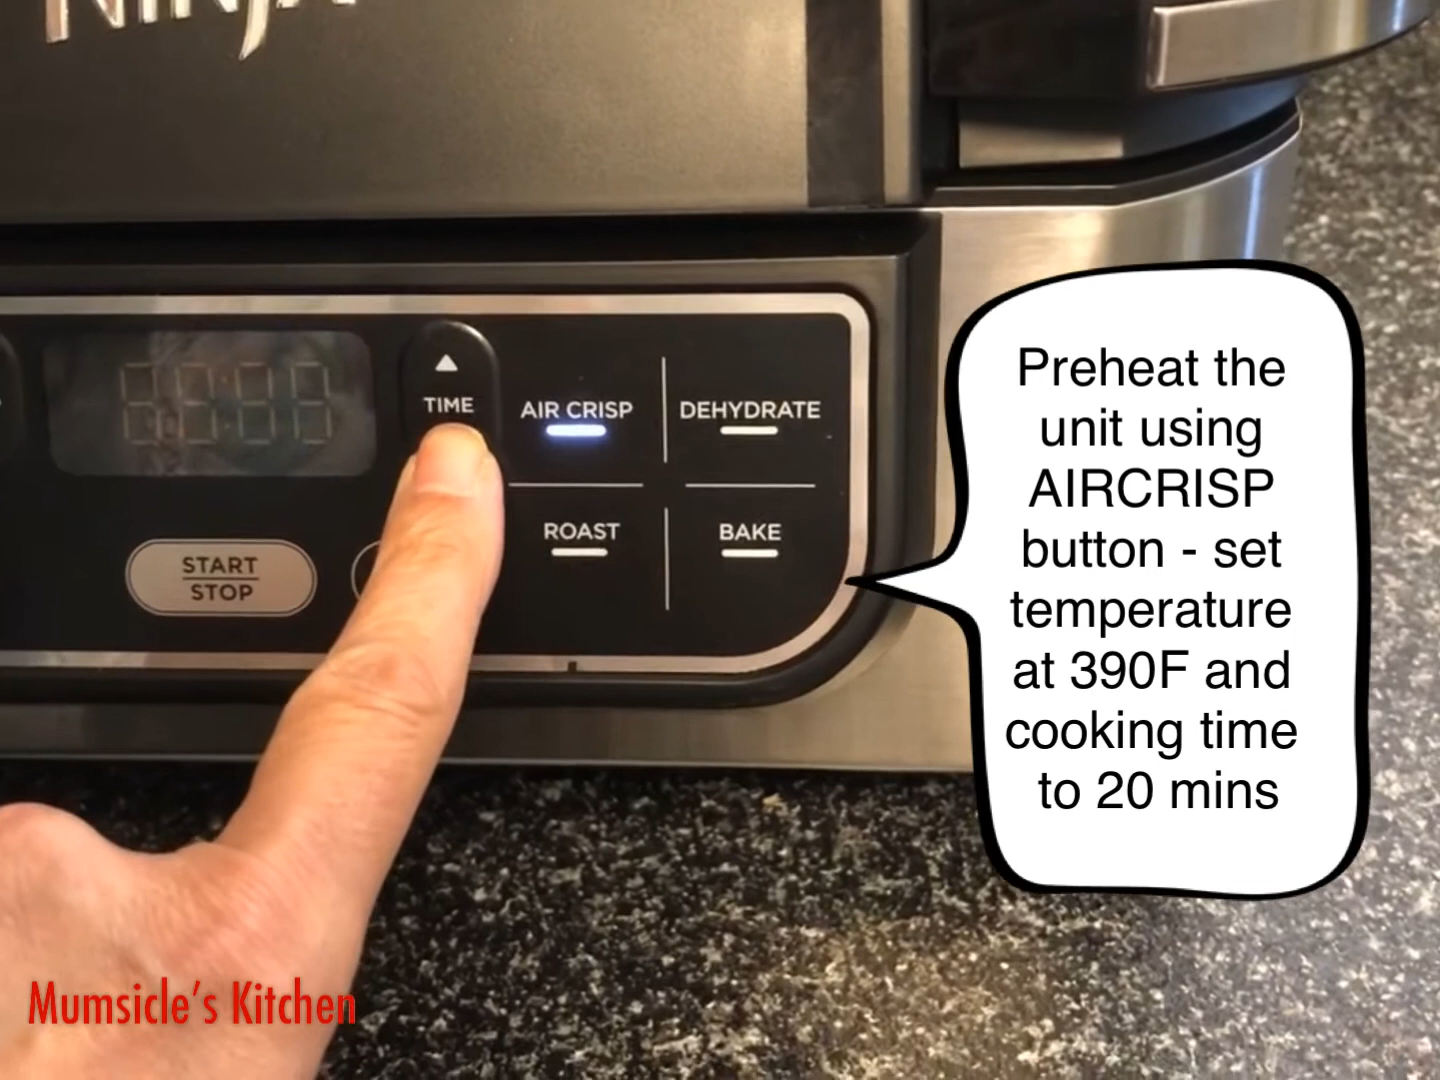 NINJA
TIME
AIR CRISP
DEHYDRATE
START
STOP
ROAST
BAKE
Preheat the
unit using
AIRCRISP
button - set
temperature
at 390F and
cooking time
to 20 mins
Mumsicle's Kitchen